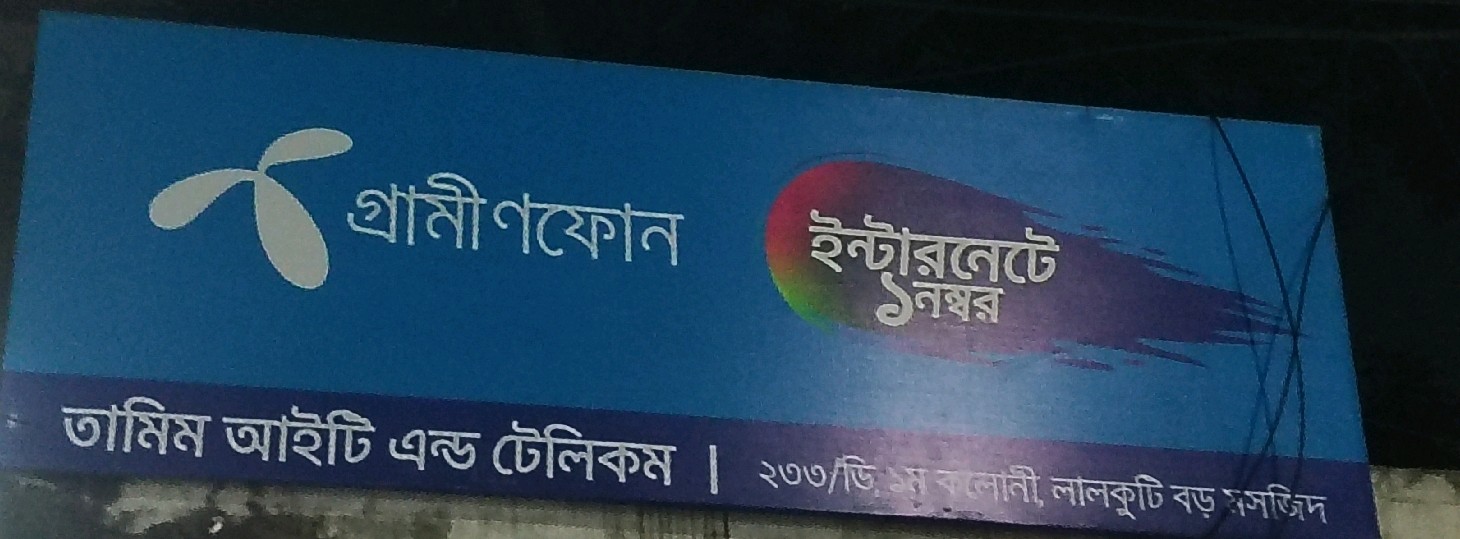 গ্রামীণফোন
ইন্টারনেটে
১নম্বর
তামিম আইটি এন্ড টেলিকম | ২৩৩/ডি, ১ম কলোনী, লালকুটি বড় মসজিদ